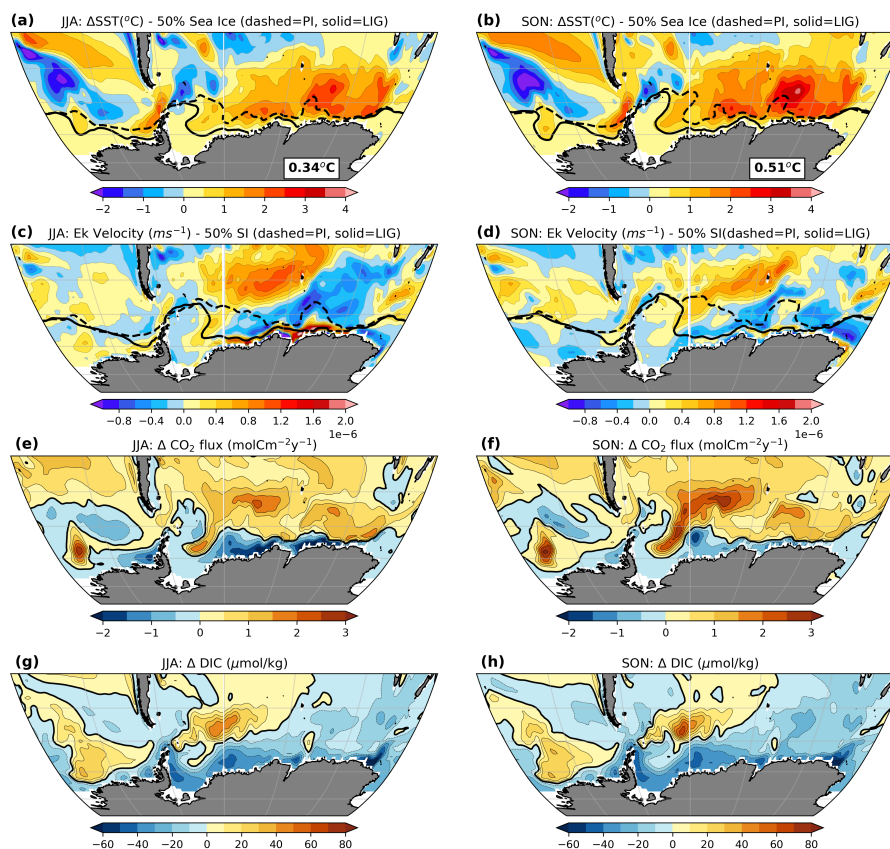 (a) JJA: ΔSST(°C) - 50% Sea Ice (dashed=PI, solid=LIG)
0.34°C
−2 −1 0 1 2 3 4
(b) SON: ΔSST(°C) - 50% Sea Ice (dashed=PI, solid=LIG)
0.51°C
−2 −1 0 1 2 3 4
(c) JJA: Ek Velocity (ms⁻¹) - 50% SI (dashed=PI, solid=LIG)
−0.8 −0.4 0.0 0.4 0.8 1.2 1.6 2.0
1e−6
(d) SON: Ek Velocity (ms⁻¹) - 50% SI(dashed=PI, solid=LIG)
−0.8 −0.4 0.0 0.4 0.8 1.2 1.6 2.0
1e−6
(e) JJA: Δ CO₂ flux (molCm⁻²y⁻¹)
−2 −1 0 1 2 3
(f) SON: Δ CO₂ flux (molCm⁻²y⁻¹)
−2 −1 0 1 2 3
(g) JJA: Δ DIC (μmol/kg)
−60 −40 −20 0 20 40 60 80
(h) SON: Δ DIC (μmol/kg)
−60 −40 −20 0 20 40 60 80